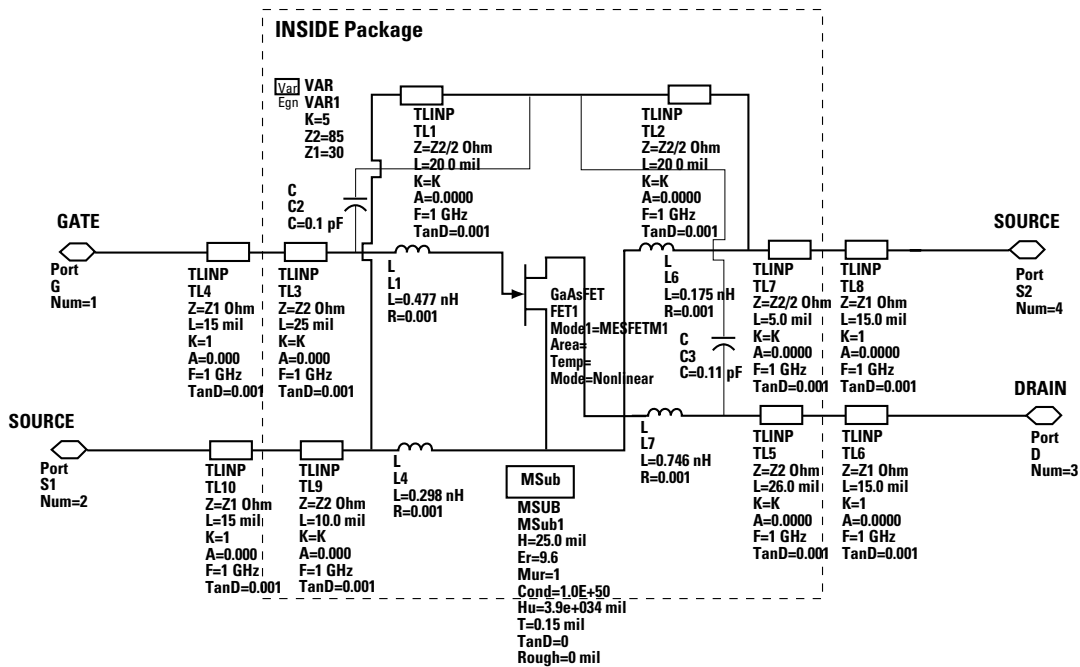 INSIDE Package
Var VAR
Egn VAR1
K=5
Z2=85
Z1=30
TLINP
TL1
Z=Z2/2 Ohm
L=20 0 mil
K=K
A=0.0000
F=1 GHz
TanD=0.001
TLINP
TL2
Z=Z2/2 Ohm
L=20 0 mil
K=K
A=0.0000
F=1 GHz
TanD=0.001
C
C2
C=0.1 pF
GATE
Port
G
Num=1
TLINP
TL4
Z=Z1 Ohm
L=15 mil
K=1
A=0.000
F=1 GHz
TanD=0.001
TLINP
TL3
Z=Z2 Ohm
L=25 mil
K=K
A=0.000
F=1 GHz
TanD=0.001
L
L1
L=0.477 nH
R=0.001
GaAsFET
FET1
Mode1=MESFETM1
Area=
Temp=
Mode=Nonlinear
L
L6
L=0.175 nH
R=0.001
C
C3
C=0.11 pF
TLINP
TL7
Z=Z2/2 Ohm
L=5.0 mil
K=K
A=0.0000
F=1 GHz
TanD=0.001
TLINP
TL8
Z=Z1 Ohm
L=15.0 mil
K=1
A=0.0000
F=1 GHz
TanD=0.001
SOURCE
Port
S2
Num=4
SOURCE
Port
S1
Num=2
TLINP
TL10
Z=Z1 Ohm
L=15 mil
K=1
A=0.000
F=1 GHz
TanD=0.001
TLINP
TL9
Z=Z2 Ohm
L=10.0 mil
K=K
A=0.000
F=1 GHz
TanD=0.001
L
L4
L=0.298 nH
R=0.001
MSub
MSUB
MSub1
H=25.0 mil
Er=9.6
Mur=1
Cond=1.0E+50
Hu=3.9e+034 mil
T=0.15 mil
TanD=0
Rough=0 mil
L
L7
L=0.746 nH
R=0.001
TLINP
TL5
Z=Z2 Ohm
L=26.0 mil
K=K
A=0.0000
F=1 GHz
TanD=0.001
TLINP
TL6
Z=Z1 Ohm
L=15.0 mil
K=1
A=0.0000
F=1 GHz
TanD=0.001
DRAIN
Port
D
Num=3